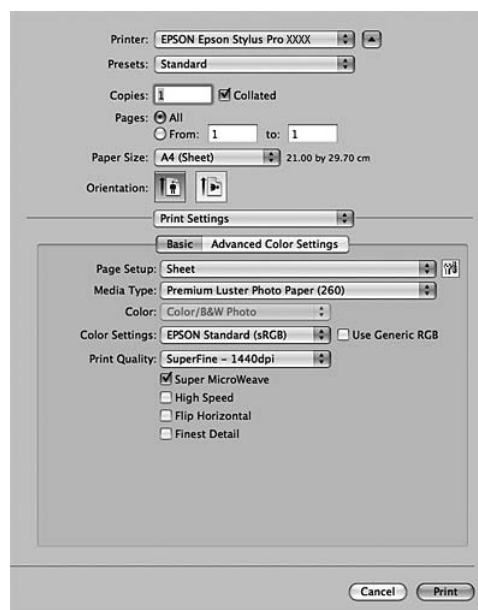 Printer: EPSON Epson Stylus Pro XXXX
Presets: Standard
Copies: 1 Collated
Pages: All
From: 1 to: 1
Paper Size: A4 (Sheet) 21.00 by 29.70 cm
Orientation:
Print Settings
Basic Advanced Color Settings
Page Setup: Sheet
Media Type: Premium Luster Photo Paper (260)
Color: Color/B&W Photo
Color Settings: EPSON Standard (sRGB) Use Generic RGB
Print Quality: SuperFine - 1440dpi
Super MicroWeave
High Speed
Flip Horizontal
Finest Detail
Cancel Print